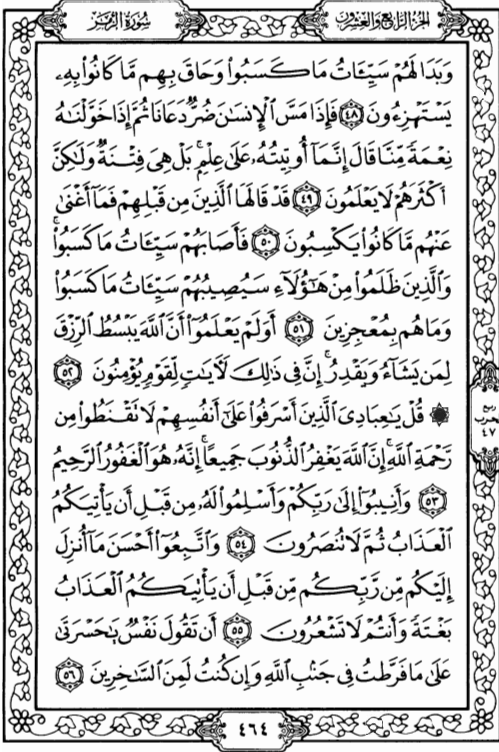 الجزء الرابع والعشرون
سورة الزمر
وَبَدَا لَهُمْ سَيِّـَٔاتُ مَا كَسَبُوا۟ وَحَاقَ بِهِم مَّا كَانُوا۟ بِهِۦ
يَسْتَهْزِءُونَ ٤٨ فَإِذَا مَسَّ ٱلْإِنسَـٰنَ ضُرٌّ دَعَانَا ثُمَّ إِذَا خَوَّلْنَـٰهُ
نِعْمَةً مِّنَّا قَالَ إِنَّمَآ أُوتِيتُهُۥ عَلَىٰ عِلْمٍۭ ۚ بَلْ هِىَ فِتْنَةٌ وَلَـٰكِنَّ
أَكْثَرَهُمْ لَا يَعْلَمُونَ ٤٩ قَدْ قَالَهَا ٱلَّذِينَ مِن قَبْلِهِمْ فَمَآ أَغْنَىٰ
عَنْهُم مَّا كَانُوا۟ يَكْسِبُونَ ٥٠ فَأَصَابَهُمْ سَيِّـَٔاتُ مَا كَسَبُوا۟ ۚ
وَٱلَّذِينَ ظَلَمُوا۟ مِنْ هَـٰٓؤُلَآءِ سَيُصِيبُهُمْ سَيِّـَٔاتُ مَا كَسَبُوا۟
وَمَا هُم بِمُعْجِزِينَ ٥١ أَوَلَمْ يَعْلَمُوٓا۟ أَنَّ ٱللَّهَ يَبْسُطُ ٱلرِّزْقَ
لِمَن يَشَآءُ وَيَقْدِرُ ۚ إِنَّ فِى ذَٰلِكَ لَـَٔايَـٰتٍ لِّقَوْمٍ يُؤْمِنُونَ ٥٢
۞ قُلْ يَـٰعِبَادِىَ ٱلَّذِينَ أَسْرَفُوا۟ عَلَىٰٓ أَنفُسِهِمْ لَا تَقْنَطُوا۟ مِن
رَّحْمَةِ ٱللَّهِ ۚ إِنَّ ٱللَّهَ يَغْفِرُ ٱلذُّنُوبَ جَمِيعًا ۚ إِنَّهُۥ هُوَ ٱلْغَفُورُ ٱلرَّحِيمُ
٥٣ وَأَنِيبُوٓا۟ إِلَىٰ رَبِّكُمْ وَأَسْلِمُوا۟ لَهُۥ مِن قَبْلِ أَن يَأْتِيَكُمُ
ٱلْعَذَابُ ثُمَّ لَا تُنصَرُونَ ٥٤ وَٱتَّبِعُوٓا۟ أَحْسَنَ مَآ أُنزِلَ
إِلَيْكُم مِّن رَّبِّكُم مِّن قَبْلِ أَن يَأْتِيَكُمُ ٱلْعَذَابُ
بَغْتَةً وَأَنتُمْ لَا تَشْعُرُونَ ٥٥ أَن تَقُولَ نَفْسٌ يَـٰحَسْرَتَىٰ
عَلَىٰ مَا فَرَّطتُ فِى جَنۢبِ ٱللَّهِ وَإِن كُنتُ لَمِنَ ٱلسَّـٰخِرِينَ ٥٦
ربع
الحزب
٤٧
٤٦٤